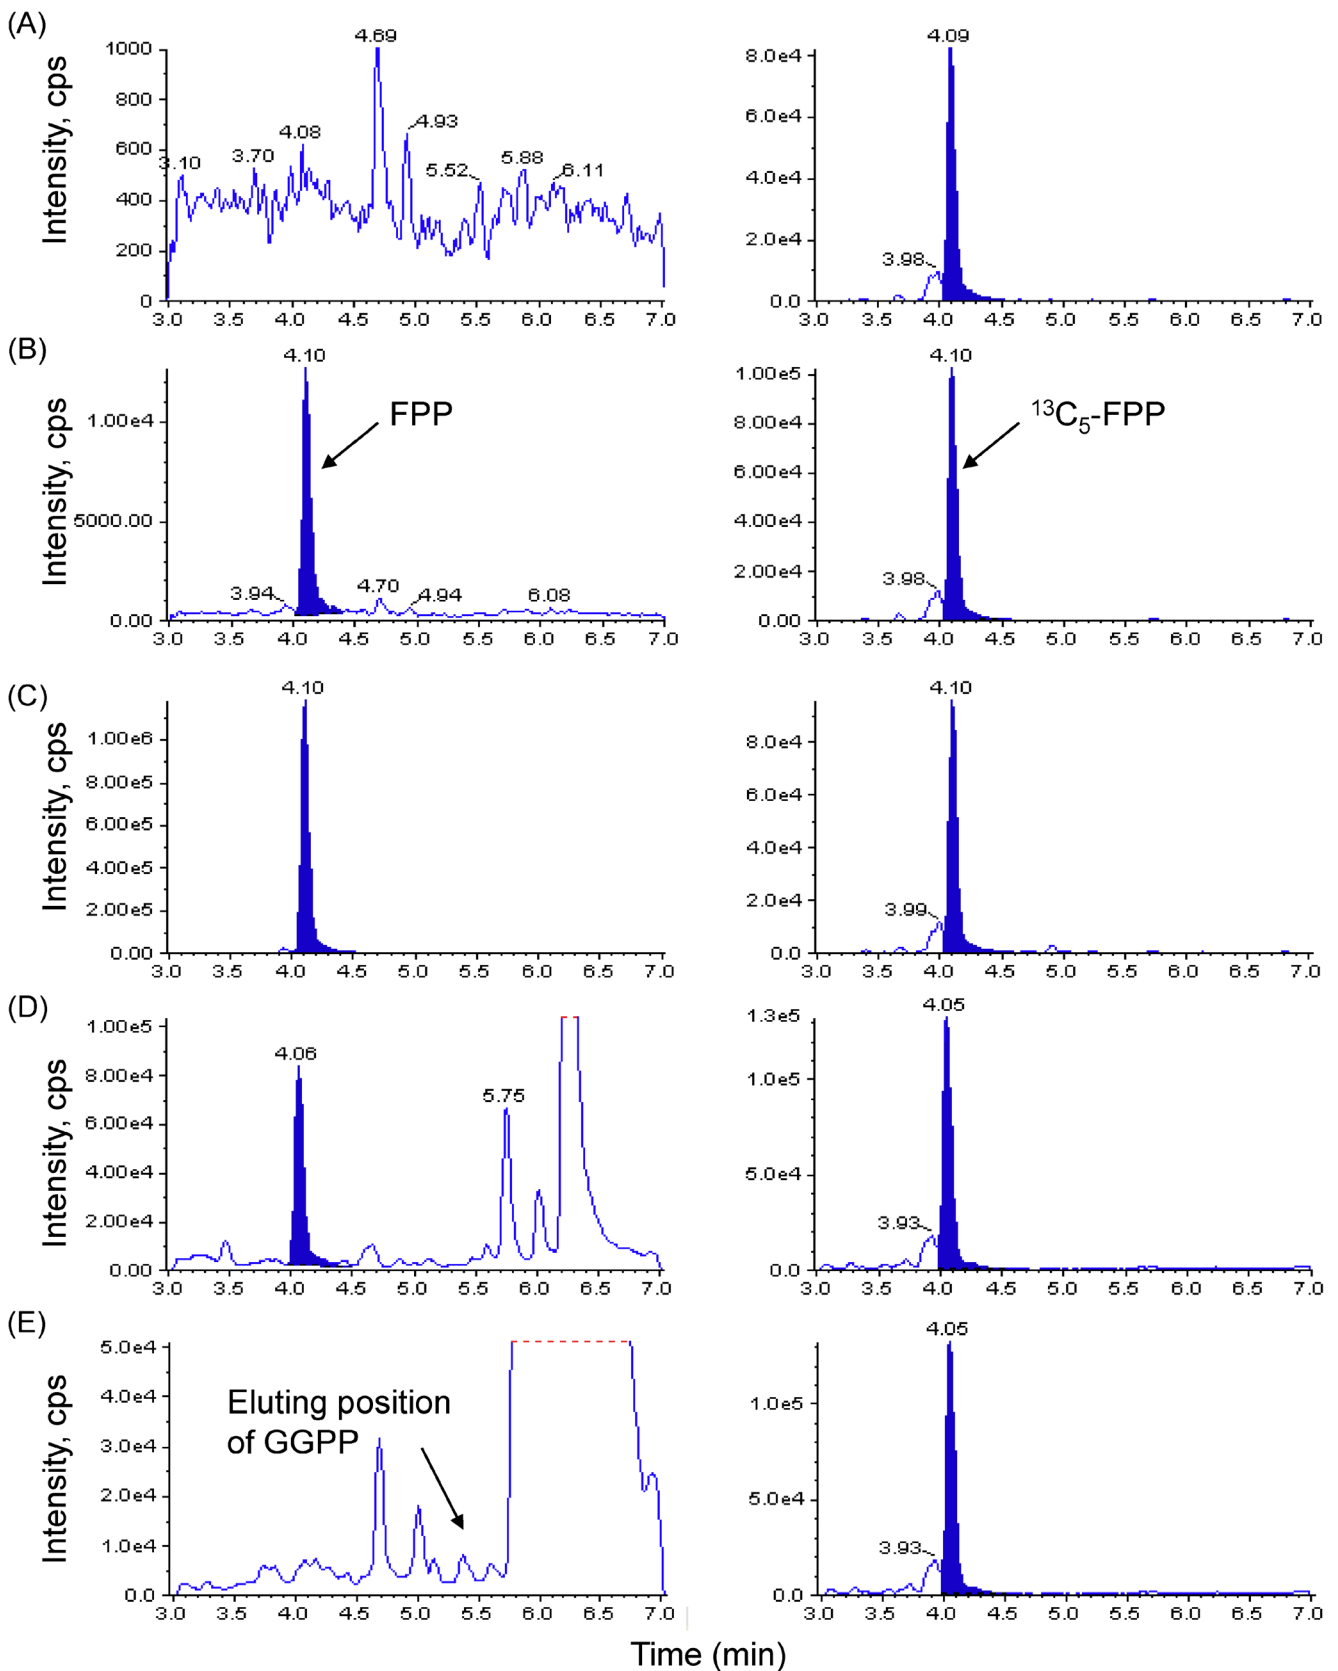 (A)
Intensity, cps
1000
800
600
400
200
0
3.10
3.70
4.08
4.69
4.93
5.52
5.88
6.11
3.0 3.5 4.0 4.5 5.0 5.5 6.0 6.5 7.0
8.0e4
6.0e4
4.0e4
2.0e4
0.0
3.98
4.09
3.0 3.5 4.0 4.5 5.0 5.5 6.0 6.5 7.0
(B)
Intensity, cps
1.00e4
5000.00
0.00
3.94
4.10
FPP
4.70
4.94
6.08
3.0 3.5 4.0 4.5 5.0 5.5 6.0 6.5 7.0
1.00e5
8.00e4
6.00e4
4.00e4
2.00e4
0.00
3.98
4.10
¹³C₅-FPP
3.0 3.5 4.0 4.5 5.0 5.5 6.0 6.5 7.0
(C)
Intensity, cps
1.00e6
8.00e5
6.00e5
4.00e5
2.00e5
0.00
4.10
3.0 3.5 4.0 4.5 5.0 5.5 6.0 6.5 7.0
8.0e4
6.0e4
4.0e4
2.0e4
0.0
3.99
4.10
3.0 3.5 4.0 4.5 5.0 5.5 6.0 6.5 7.0
(D)
Intensity, cps
1.00e5
8.00e4
6.00e4
4.00e4
2.00e4
0.00
4.06
5.75
3.0 3.5 4.0 4.5 5.0 5.5 6.0 6.5 7.0
1.3e5
1.0e5
5.0e4
0.0
3.93
4.05
3.0 3.5 4.0 4.5 5.0 5.5 6.0 6.5 7.0
(E)
Intensity, cps
5.0e4
4.0e4
3.0e4
2.0e4
1.0e4
0.0
Eluting position
of GGPP
3.0 3.5 4.0 4.5 5.0 5.5 6.0 6.5 7.0
1.0e5
5.0e4
0.0
3.93
4.05
3.0 3.5 4.0 4.5 5.0 5.5 6.0 6.5 7.0
Time (min)